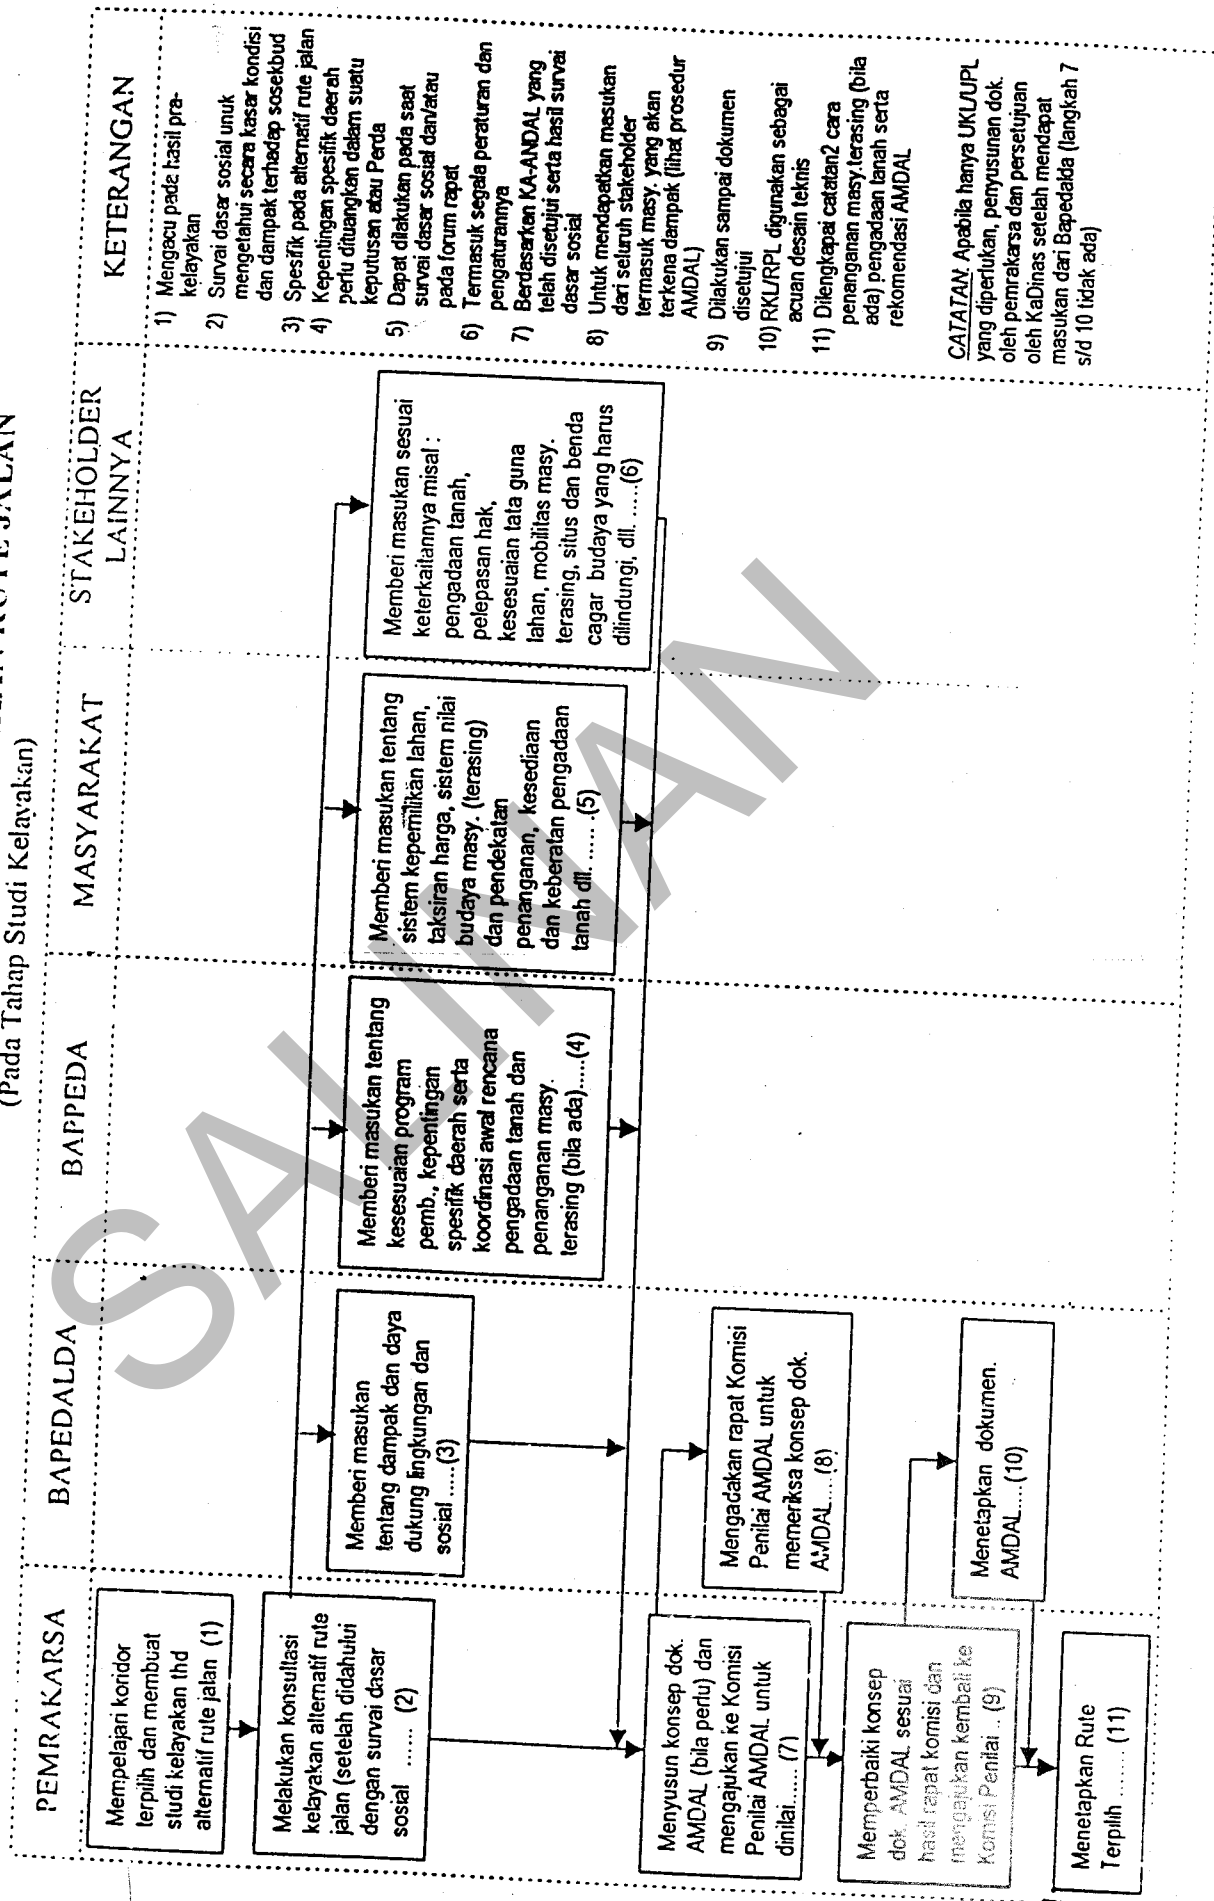 RUTE JALAN
(Pada Tahap Studi Kelayakan)
PEMRAKARSA
BAPEDALDA
BAPPEDA
MASYARAKAT
STAKEHOLDER
LAINNYA
KETERANGAN
Mempelajari koridor
terpilih dan membuat
studi kelayakan thd
alternatif rute jalan (1)
Melakukan konsultasi
kelayakan alternatif rute
jalan (setelah didahului
dengan survai dasar
sosial ...... (2)
Memberi masukan
tentang dampak dan daya
dukung lingkungan dan
sosial .....(3)
Memberi masukan tentang
kesesuaian program
pemb., kepentingan
spesifik daerah serta
koordinasi awal rencana
pengadaan tanah dan
penanganan masy.
terasing (bila ada).....(4)
Memberi masukan tentang
sistem kepemilikan lahan,
taksiran harga, sistem nilai
budaya masy. (terasing)
dan pendekatan
penanganan, kesediaan
dan keberatan pengadaan
tanah dll. .......(5)
Memberi masukan sesuai
keterkaitannya misal :
pengadaan tanah,
pelepasan hak,
kesesuaian tata guna
lahan, mobilitas masy.
terasing, situs dan benda
cagar budaya yang harus
dilindungi, dll. ......(6)
Menyusun konsep dok.
AMDAL (bila perlu) dan
mengajukan ke Komisi
Penilai AMDAL untuk
dinilai...... (7)
Mengadakan rapat Komisi
Penilai AMDAL untuk
memeriksa konsep dok.
AMDAL....(8)
Memperbaiki konsep
dok. AMDAL sesuai
hasil rapat komisi dan
mengajukan kembali ke
Komisi Penilai .. (9)
Menetapkan dokumen.
AMDAL....(10)
Menetapkan Rute
Terpilih ........ (11)
1) Mengacu pada hasil pra-
kelayakan
2) Survai dasar sosial unuk
mengetahui secara kasar kondisi
dan dampak terhadap sosekbud
3) Spesifik pada alternatif rute jalan
4) Kepentingan spesifik daerah
perlu dituangkan dalam suatu
keputusan atau Perda
5) Dapat dilakukan pada saat
survai dasar sosial dan/atau
pada forum rapat
6) Termasuk segala peraturan dan
pengaturannya
7) Berdasarkan KA-ANDAL yang
telah disetujui serta hasil survai
dasar sosial
8) Untuk mendapatkan masukan
dari seluruh stakeholder
termasuk masy. yang akan
terkena dampak (lihat prosedur
AMDAL)
9) Dilakukan sampai dokumen
disetujui
10) RKL/RPL digunakan sebagai
acuan desain teknis
11) Dilengkapai catatan2 cara
penanganan masy.terasing (bila
ada) pengadaan tanah serta
rekomendasi AMDAL
CATATAN: Apabila hanya UKL/UPL
yang diperlukan, penyusunan dok.
oleh pemrakarsa dan persetujuan
oleh KaDinas setelah mendapat
masukan dari Bapedalda (langkah 7
s/d 10 tidak ada)
SALINAN